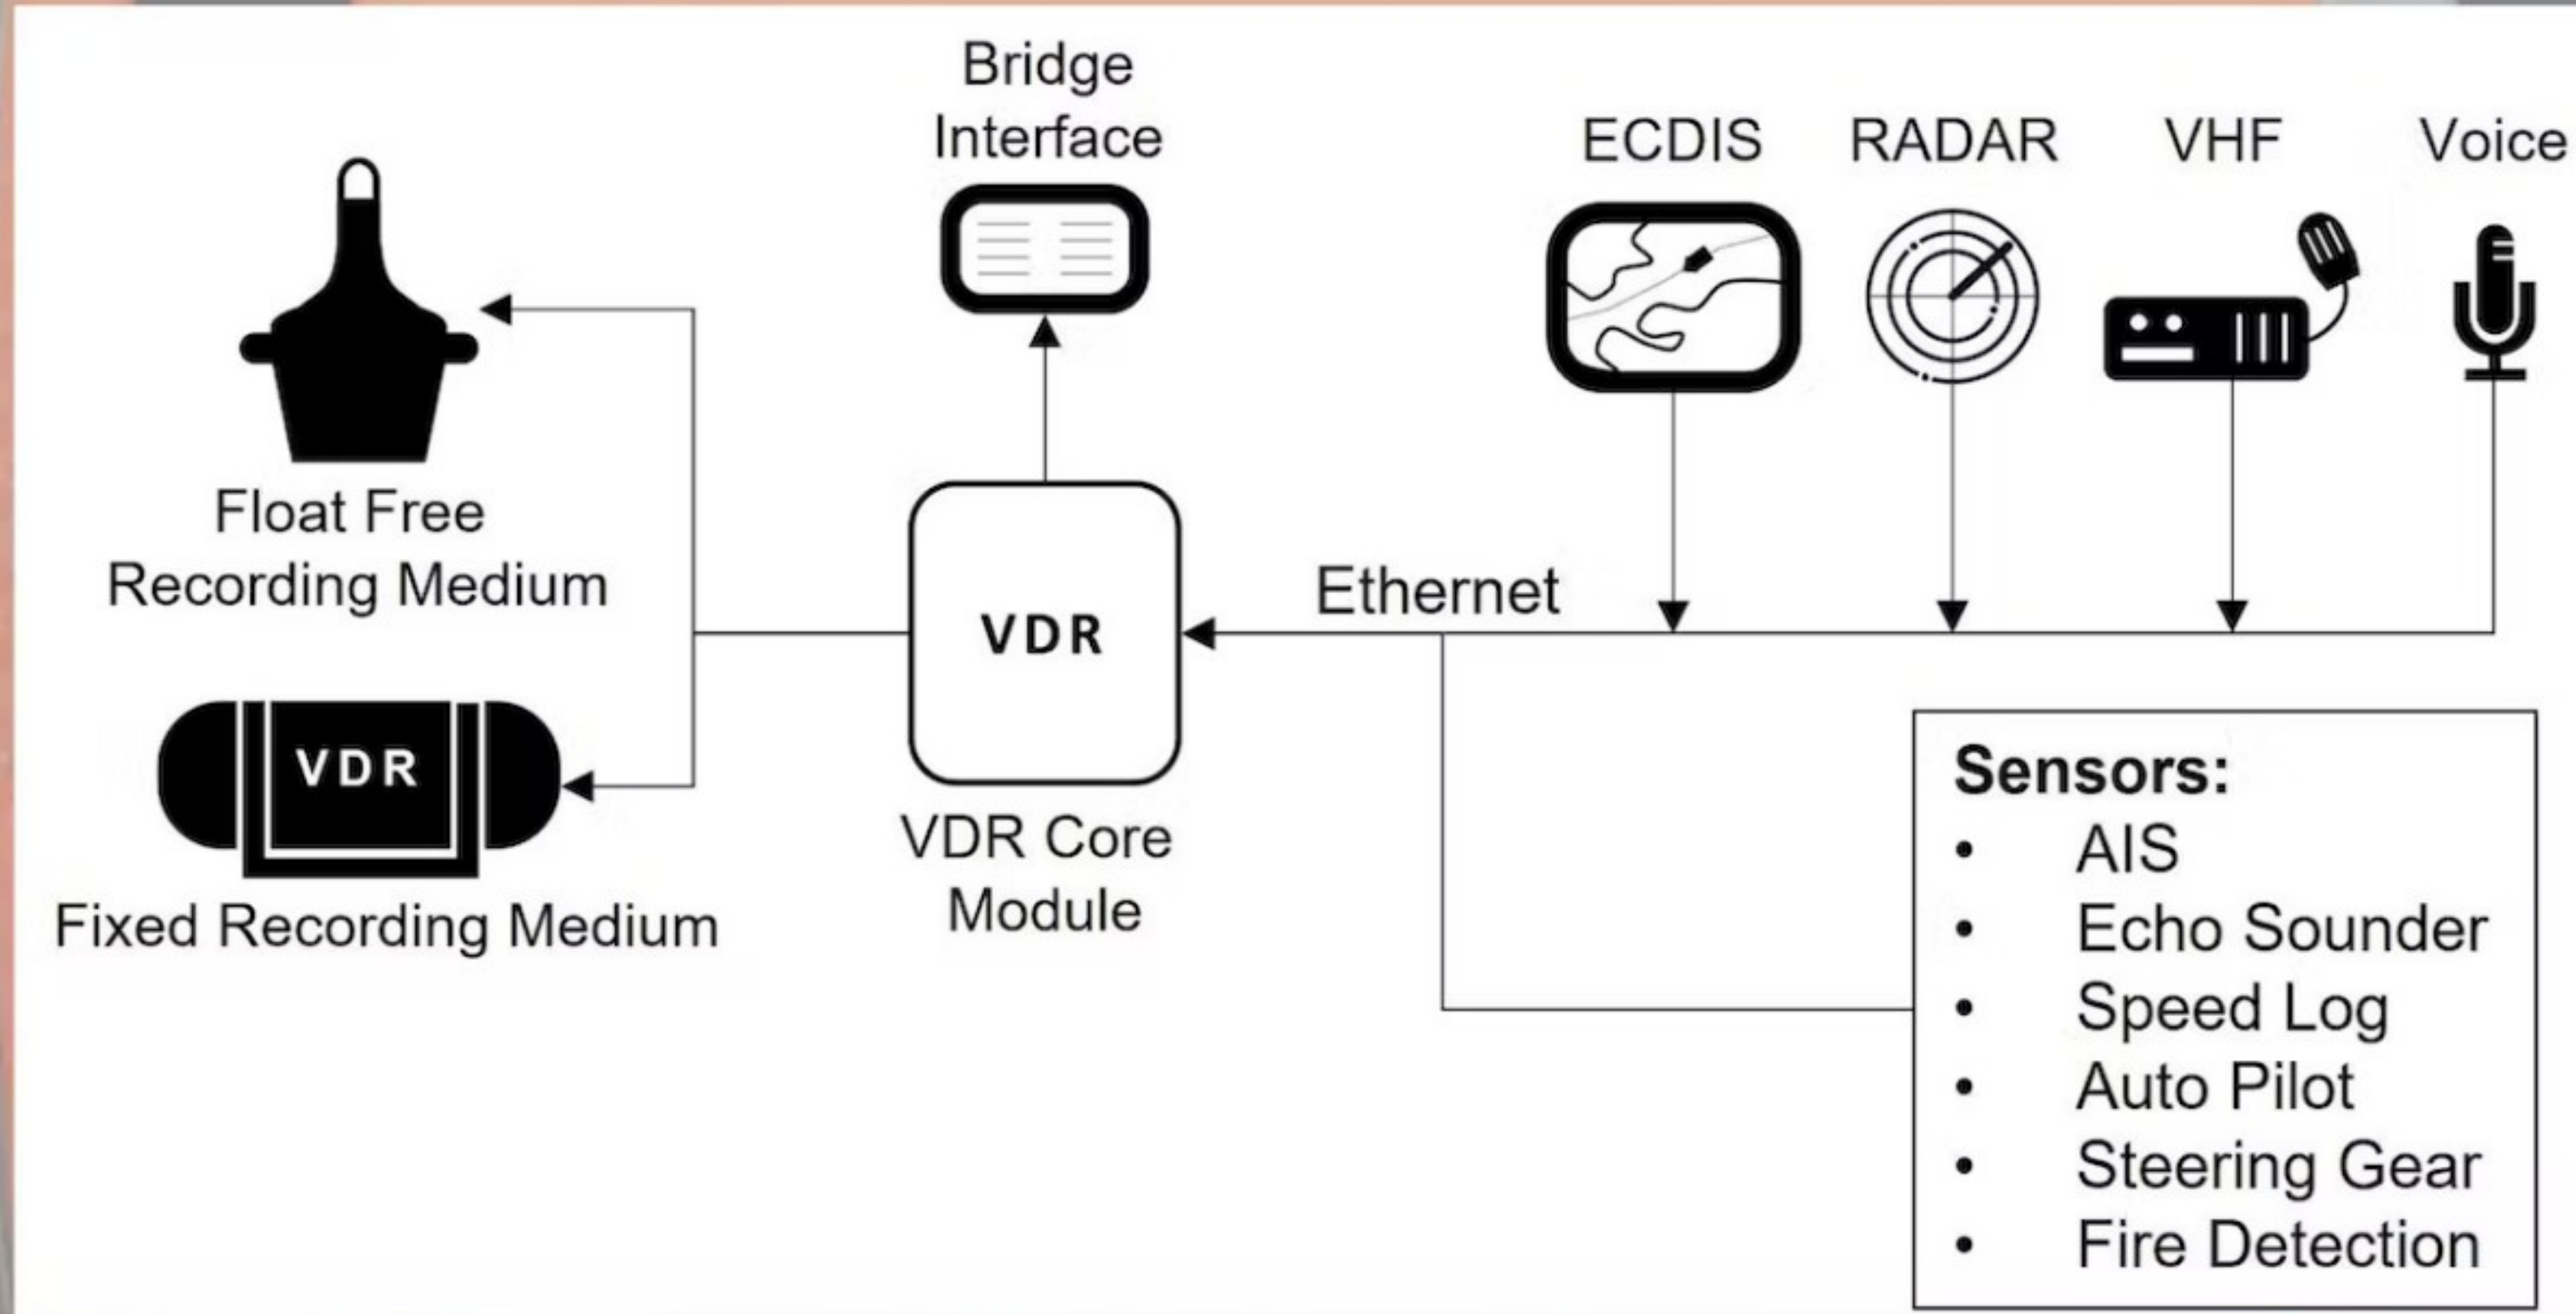 Bridge
Interface
ECDIS
RADAR
VHF
Voice
Float Free
Recording Medium
Ethernet
VDR
VDR
VDR Core
Module
Fixed Recording Medium
Sensors:
• AIS
• Echo Sounder
• Speed Log
• Auto Pilot
• Steering Gear
• Fire Detection